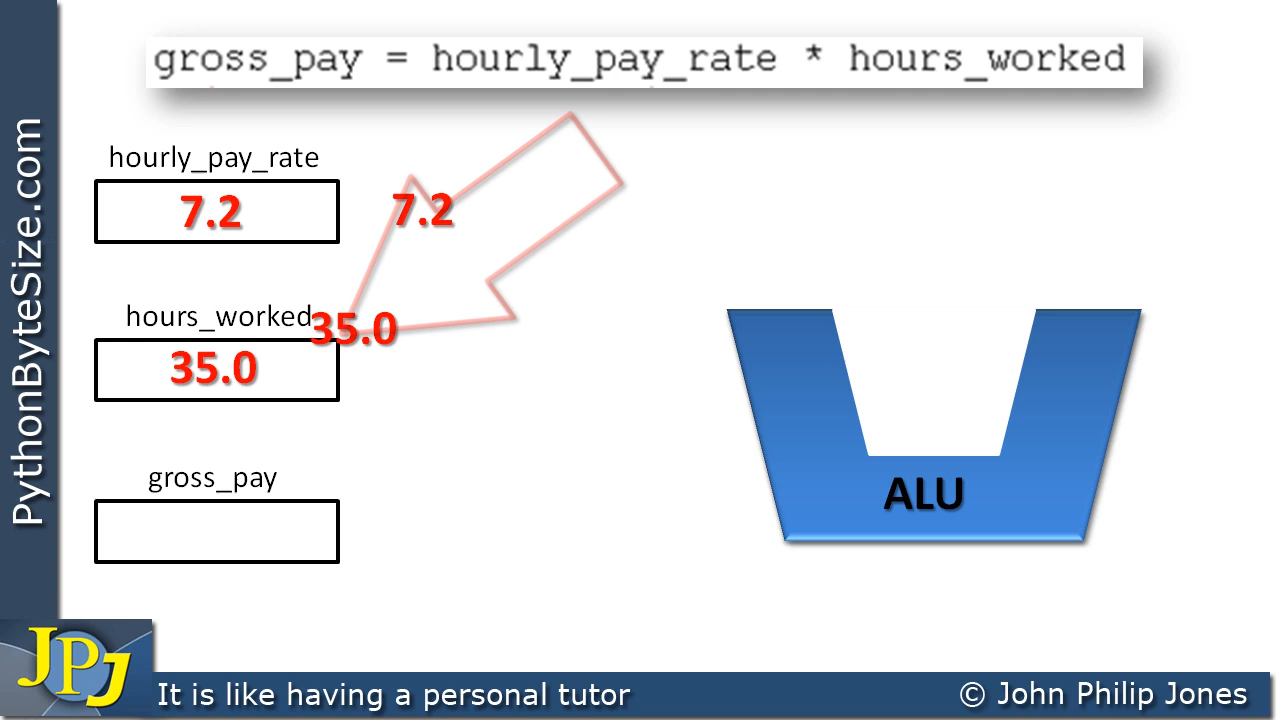 gross_pay = hourly_pay_rate * hours_worked
PythonByteSize.com
hourly_pay_rate
7.2
7.2
hours_worked
35.0
35.0
gross_pay
ALU
JPJ
It is like having a personal tutor
© John Philip Jones